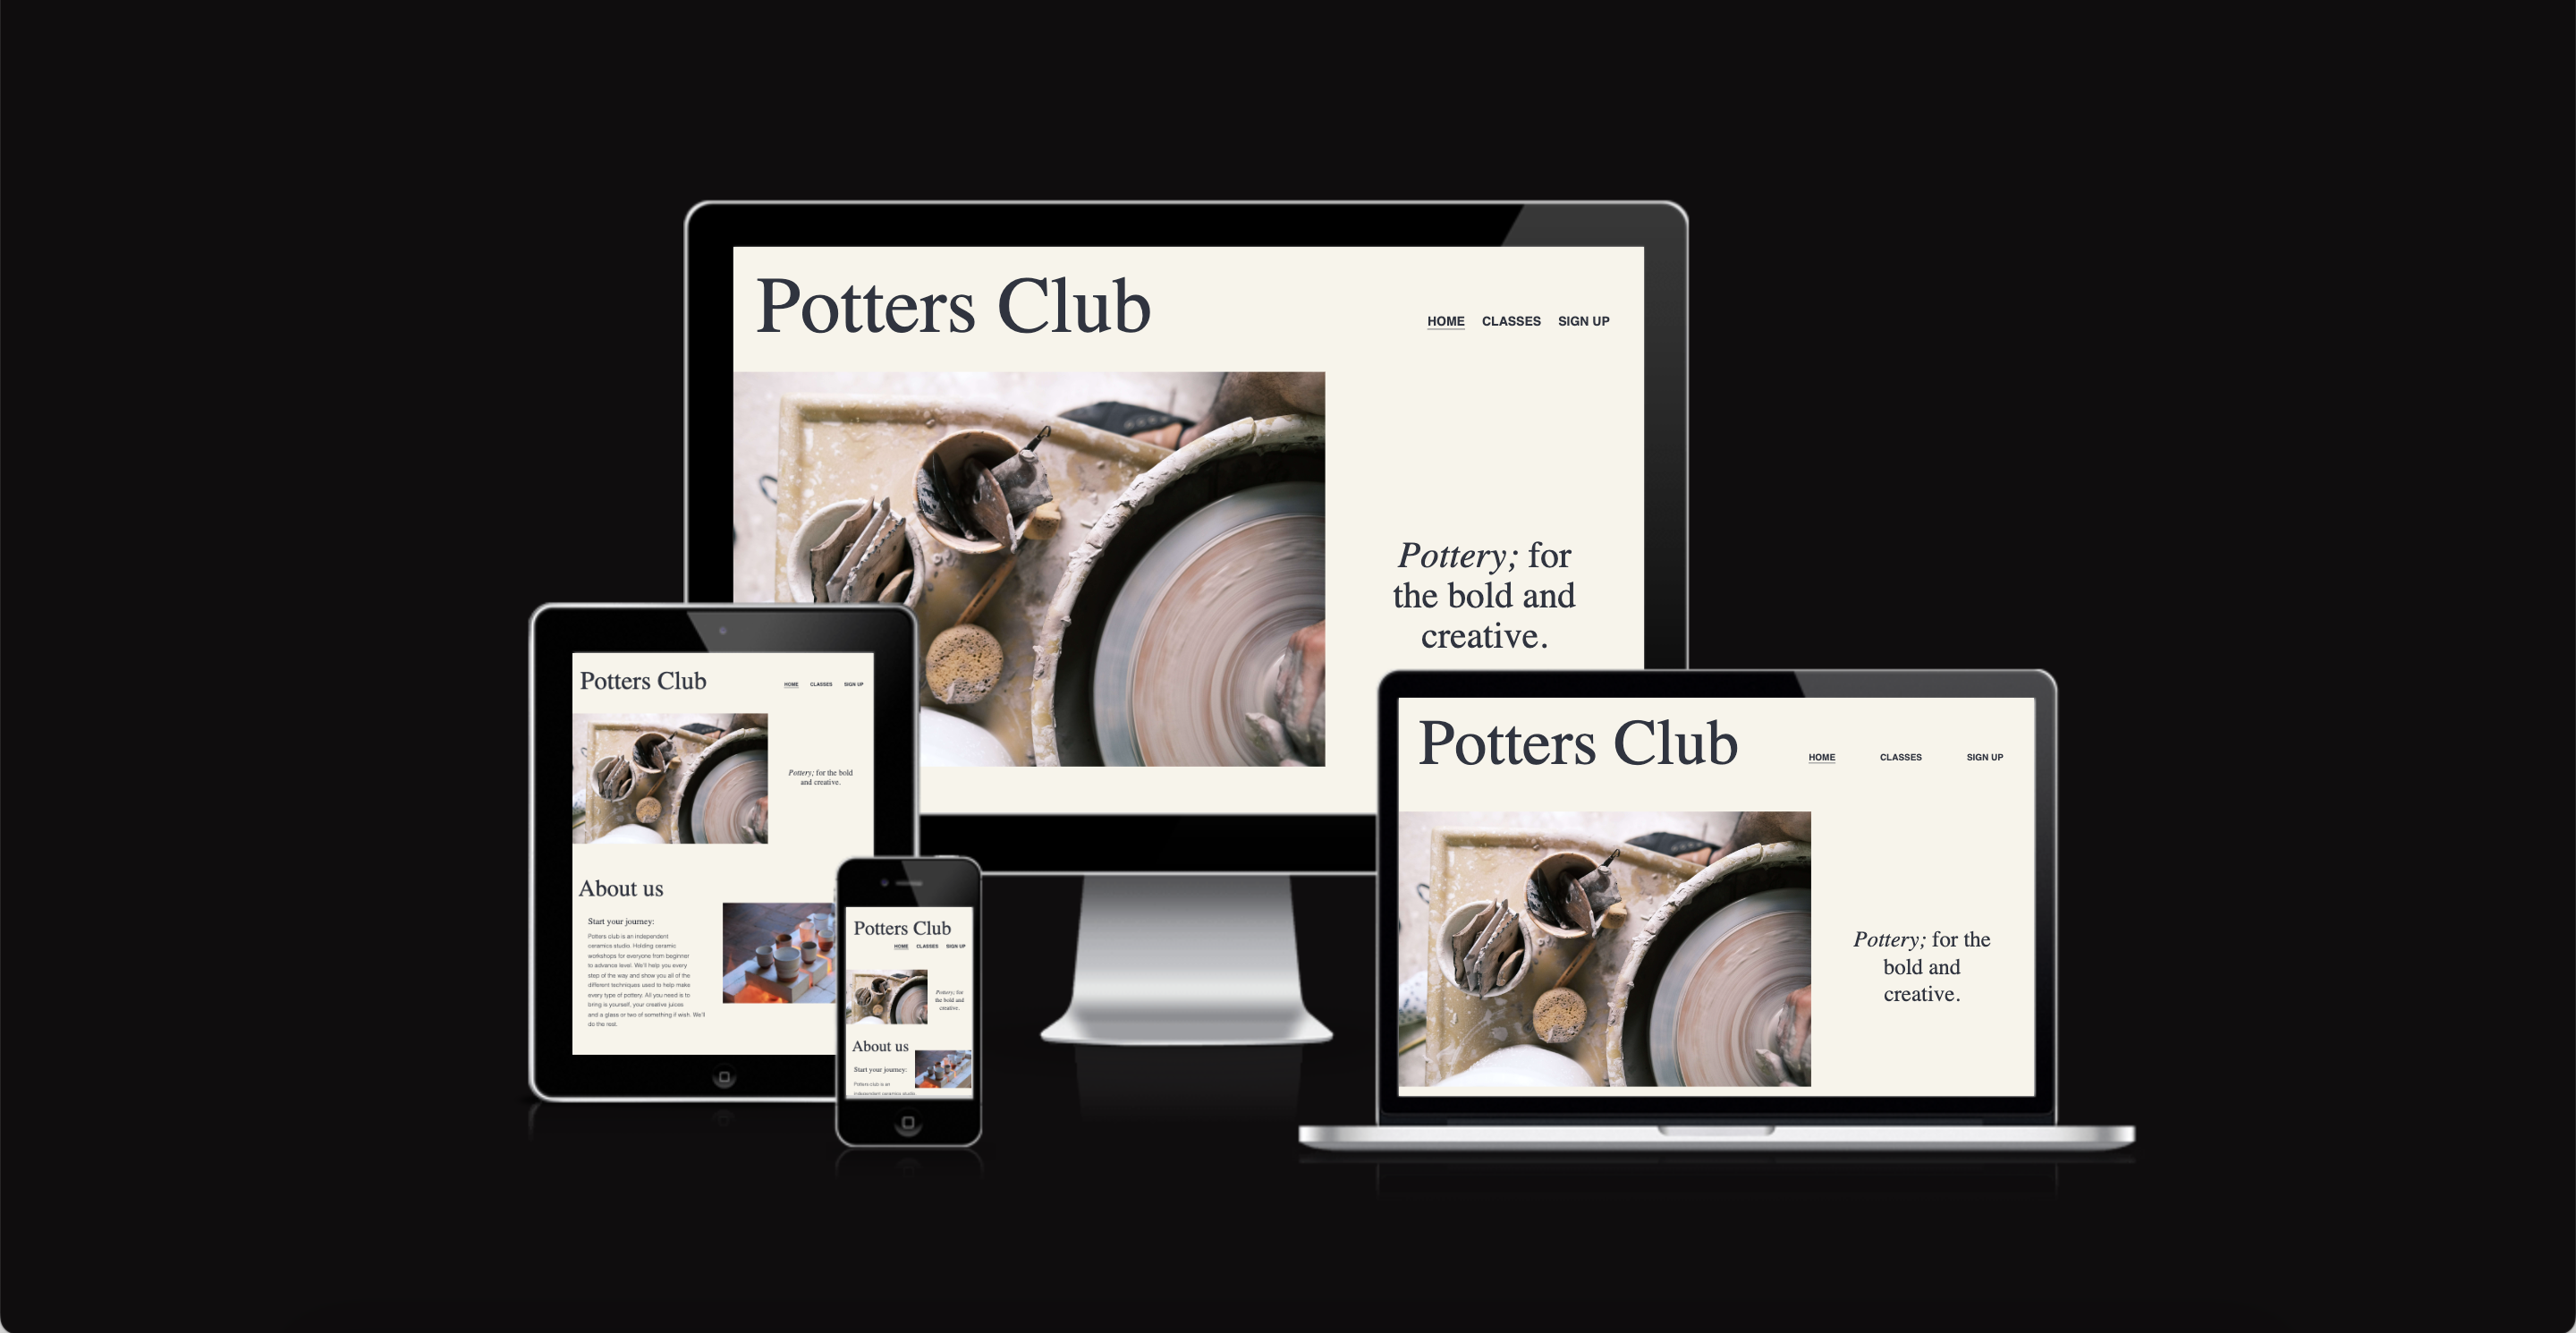 Potters Club
HOME CLASSES SIGN UP
Pottery; for
the bold and
creative.
Potters Club
HOME CLASSES SIGN UP
Pottery; for the bold
and creative.
About us
Start your journey:
Potters club is an independent
ceramics studio. Holding ceramic
workshops for everyone from beginner
to advance level. We'll help you every
step of the way and show you all of the
different techniques used to help make
every type of pottery. All you need is to
bring is yourself, your creative juices
and a glass or two of something if wish. We'll
do the rest.
Potters Club
HOME CLASSES SIGN UP
Pottery; for
the bold and
creative.
About us
Start your journey:
Potters club is an
independent ceramics studio.
Potters Club
HOME CLASSES SIGN UP
Pottery; for the
bold and
creative.